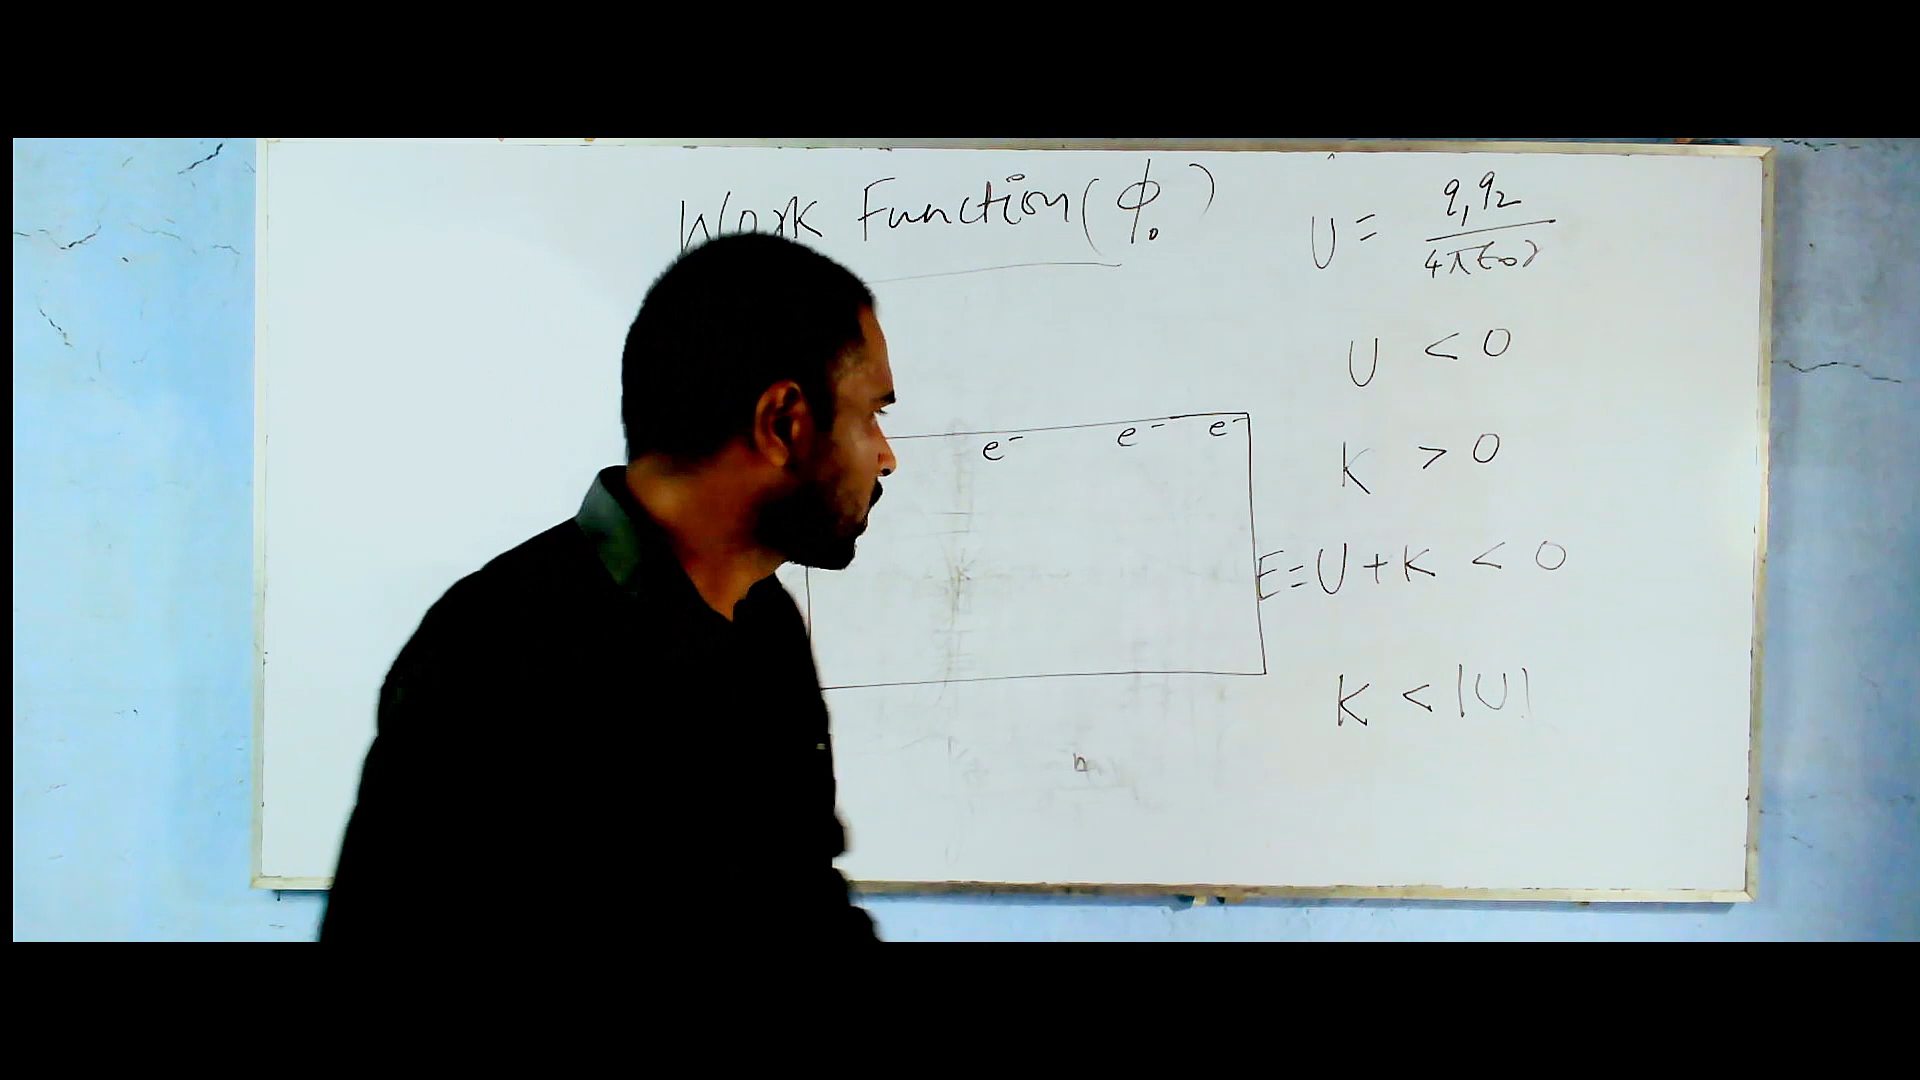 Work Function (ϕ₀)
U = q₁q₂ / 4πϵ₀r
U < 0
e⁻ e⁻ e⁻
K > 0
E = U + K < 0
K < |U|